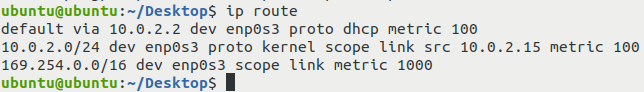 ubuntu@ubuntu:~/Desktop$ ip route
default via 10.0.2.2 dev enp0s3 proto dhcp metric 100
10.0.2.0/24 dev enp0s3 proto kernel scope link src 10.0.2.15 metric 100
169.254.0.0/16 dev enp0s3 scope link metric 1000
ubuntu@ubuntu:~/Desktop$